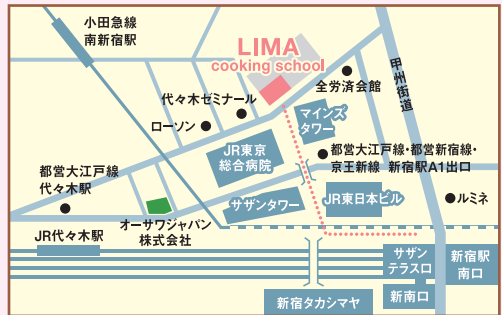 小田急線
南新宿駅
LIMA
cooking school
甲州街道
全労済会館
代々木ゼミナール
ローソン
マインズ
タワー
JR東京
総合病院
都営大江戸線・都営新宿線・
京王新線 新宿駅A1出口
都営大江戸線
代々木駅
サザンタワー
JR東日本ビル
ルミネ
オーサワジャパン
株式会社
JR代々木駅
サザン
テラス口
新宿駅
南口
新宿タカシマヤ
新南口